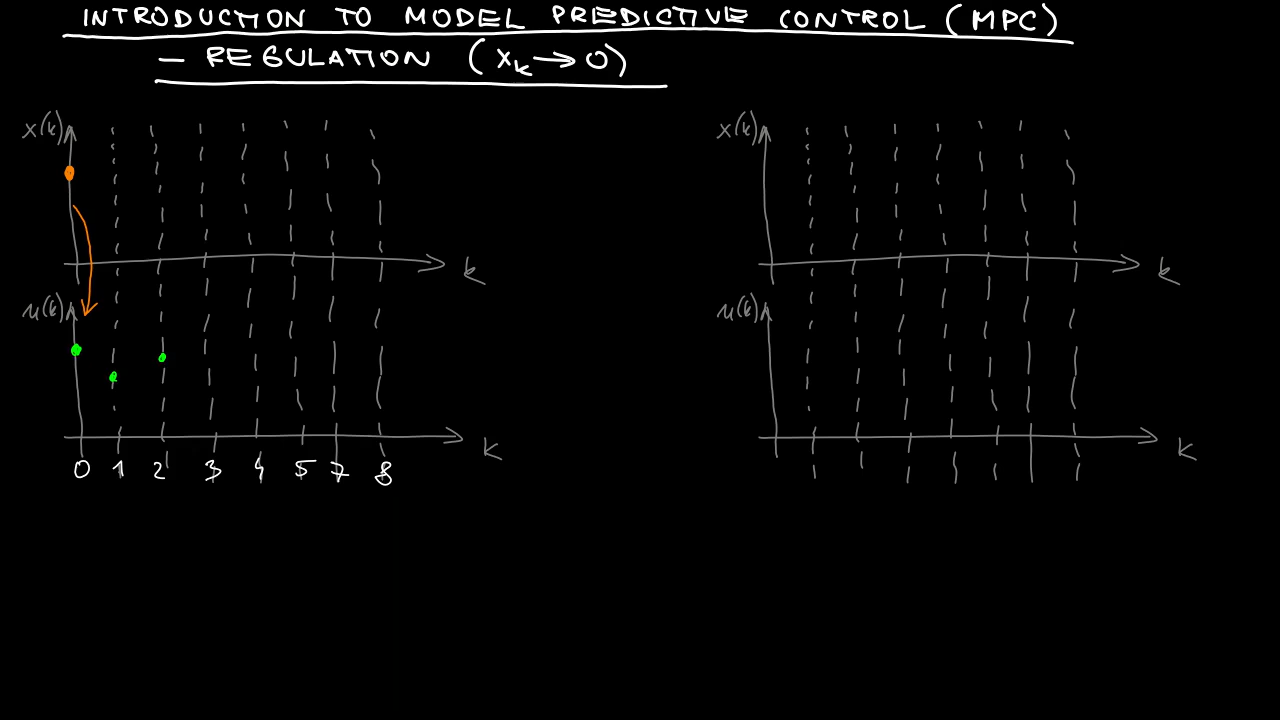 INTRODUCTION TO MODEL PREDICTIVE CONTROL (MPC)
- REGULATION (xₖ→0)
x(k)
k
u(k)
k
0 1 2 3 4 5 7 8
x(k)
k
u(k)
k